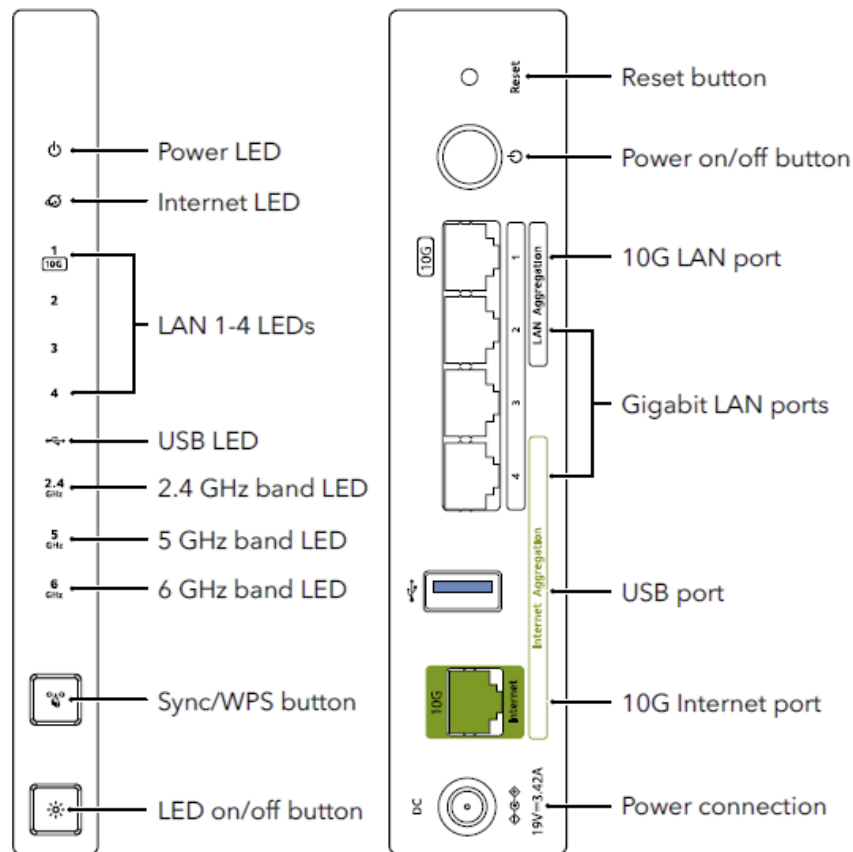 Power LED
Internet LED
1
10G
2
3
4
LAN 1-4 LEDs
USB LED
2.4
GHz
2.4 GHz band LED
5
GHz
5 GHz band LED
6
GHz
6 GHz band LED
Sync/WPS button
LED on/off button
Reset
Reset button
Power on/off button
10G
1
2
3
4
LAN Aggregation
10G LAN port
Gigabit LAN ports
Internet Aggregation
USB port
10G
Internet
10G Internet port
DC
19V⎓3.42A
Power connection